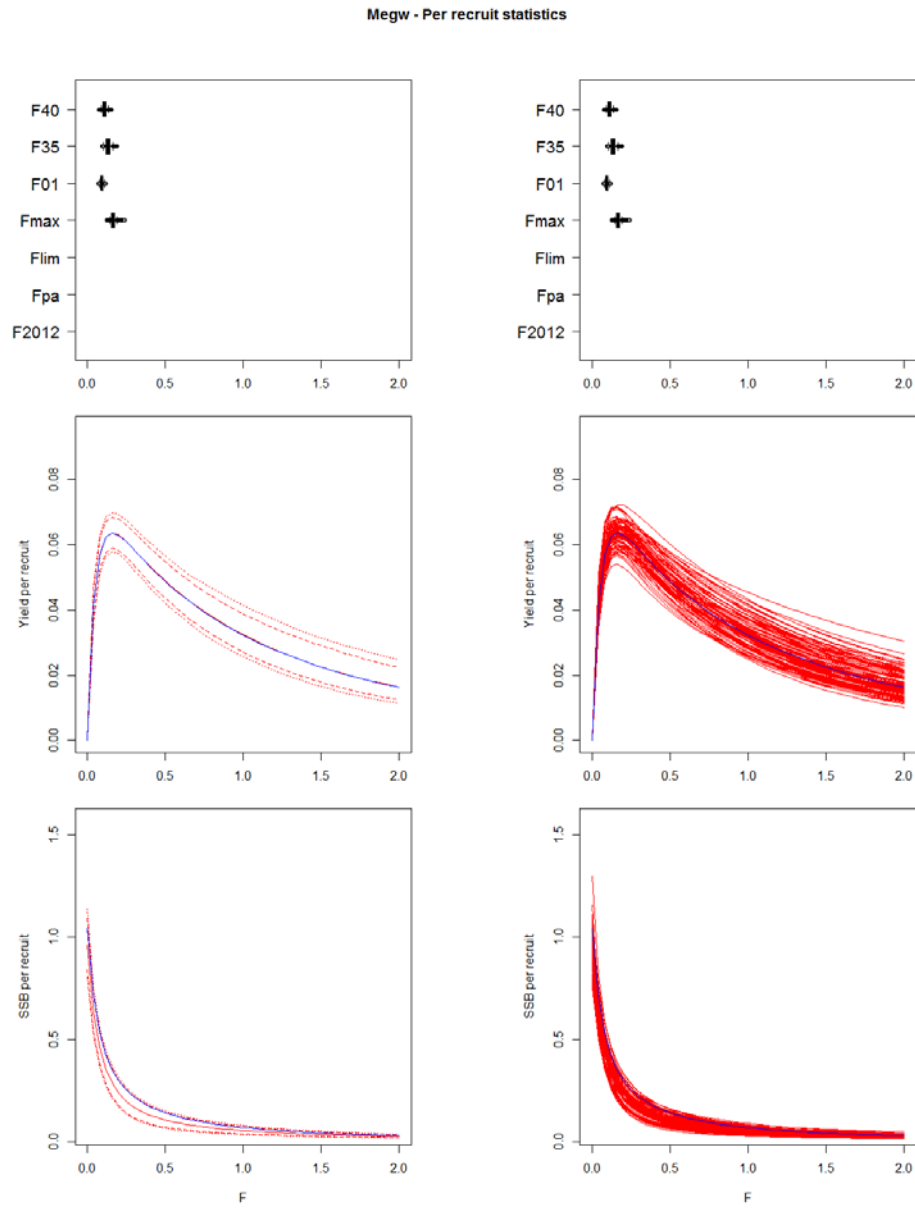 Megw - Per recruit statistics
F40
F35
F01
Fmax
Flim
Fpa
F2012
0.0 0.5 1.0 1.5 2.0
F40
F35
F01
Fmax
Flim
Fpa
F2012
0.0 0.5 1.0 1.5 2.0
Yield per recruit
0.08
0.06
0.04
0.02
0.00
0.0 0.5 1.0 1.5 2.0
Yield per recruit
0.08
0.06
0.04
0.02
0.00
0.0 0.5 1.0 1.5 2.0
SSB per recruit
1.5
1.0
0.5
0.0
0.0 0.5 1.0 1.5 2.0
F
SSB per recruit
1.5
1.0
0.5
0.0
0.0 0.5 1.0 1.5 2.0
F